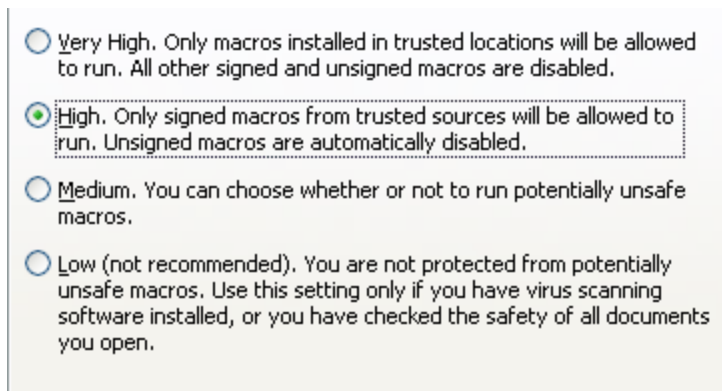 Very High. Only macros installed in trusted locations will be allowed
to run. All other signed and unsigned macros are disabled.
High. Only signed macros from trusted sources will be allowed to
run. Unsigned macros are automatically disabled.
Medium. You can choose whether or not to run potentially unsafe
macros.
Low (not recommended). You are not protected from potentially
unsafe macros. Use this setting only if you have virus scanning
software installed, or you have checked the safety of all documents
you open.